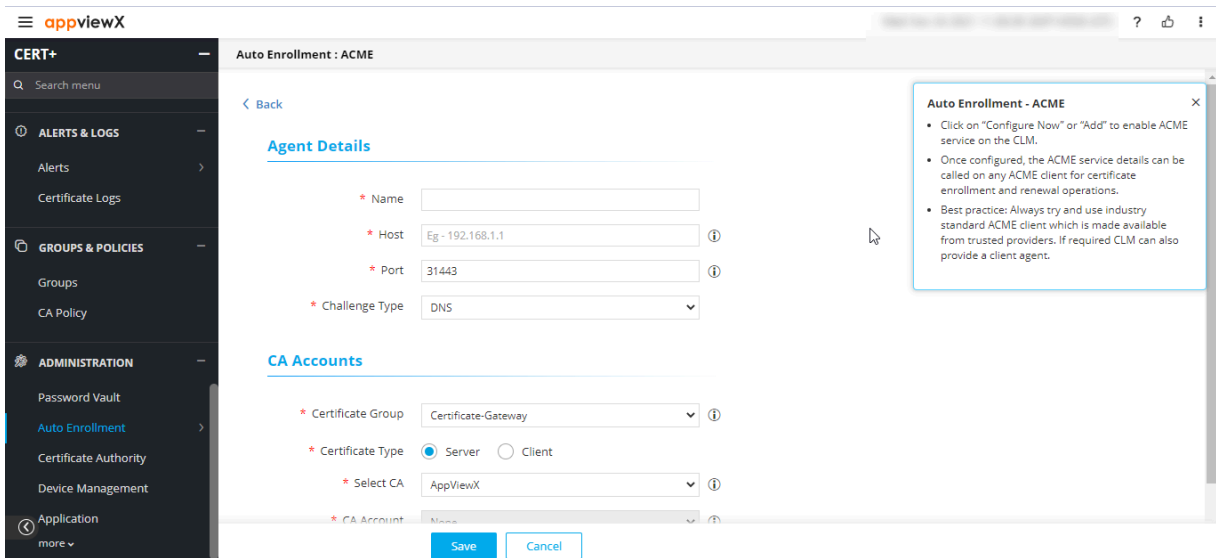 appviewX
?
CERT+
Auto Enrollment : ACME
Search menu
Back
ALERTS & LOGS
Alerts
Certificate Logs
GROUPS & POLICIES
Groups
CA Policy
ADMINISTRATION
Password Vault
Auto Enrollment
Certificate Authority
Device Management
Application
more
Agent Details
* Name
* Host Eg - 192.168.1.1
* Port 31443
* Challenge Type DNS
CA Accounts
* Certificate Group Certificate-Gateway
* Certificate Type Server Client
* Select CA AppViewX
* CA Account None
Save Cancel
Auto Enrollment - ACME
• Click on “Configure Now” or “Add” to enable ACME
service on the CLM.
• Once configured, the ACME service details can be
called on any ACME client for certificate
enrollment and renewal operations.
• Best practice: Always try and use industry
standard ACME client which is made available
from trusted providers. If required CLM can also
provide a client agent.